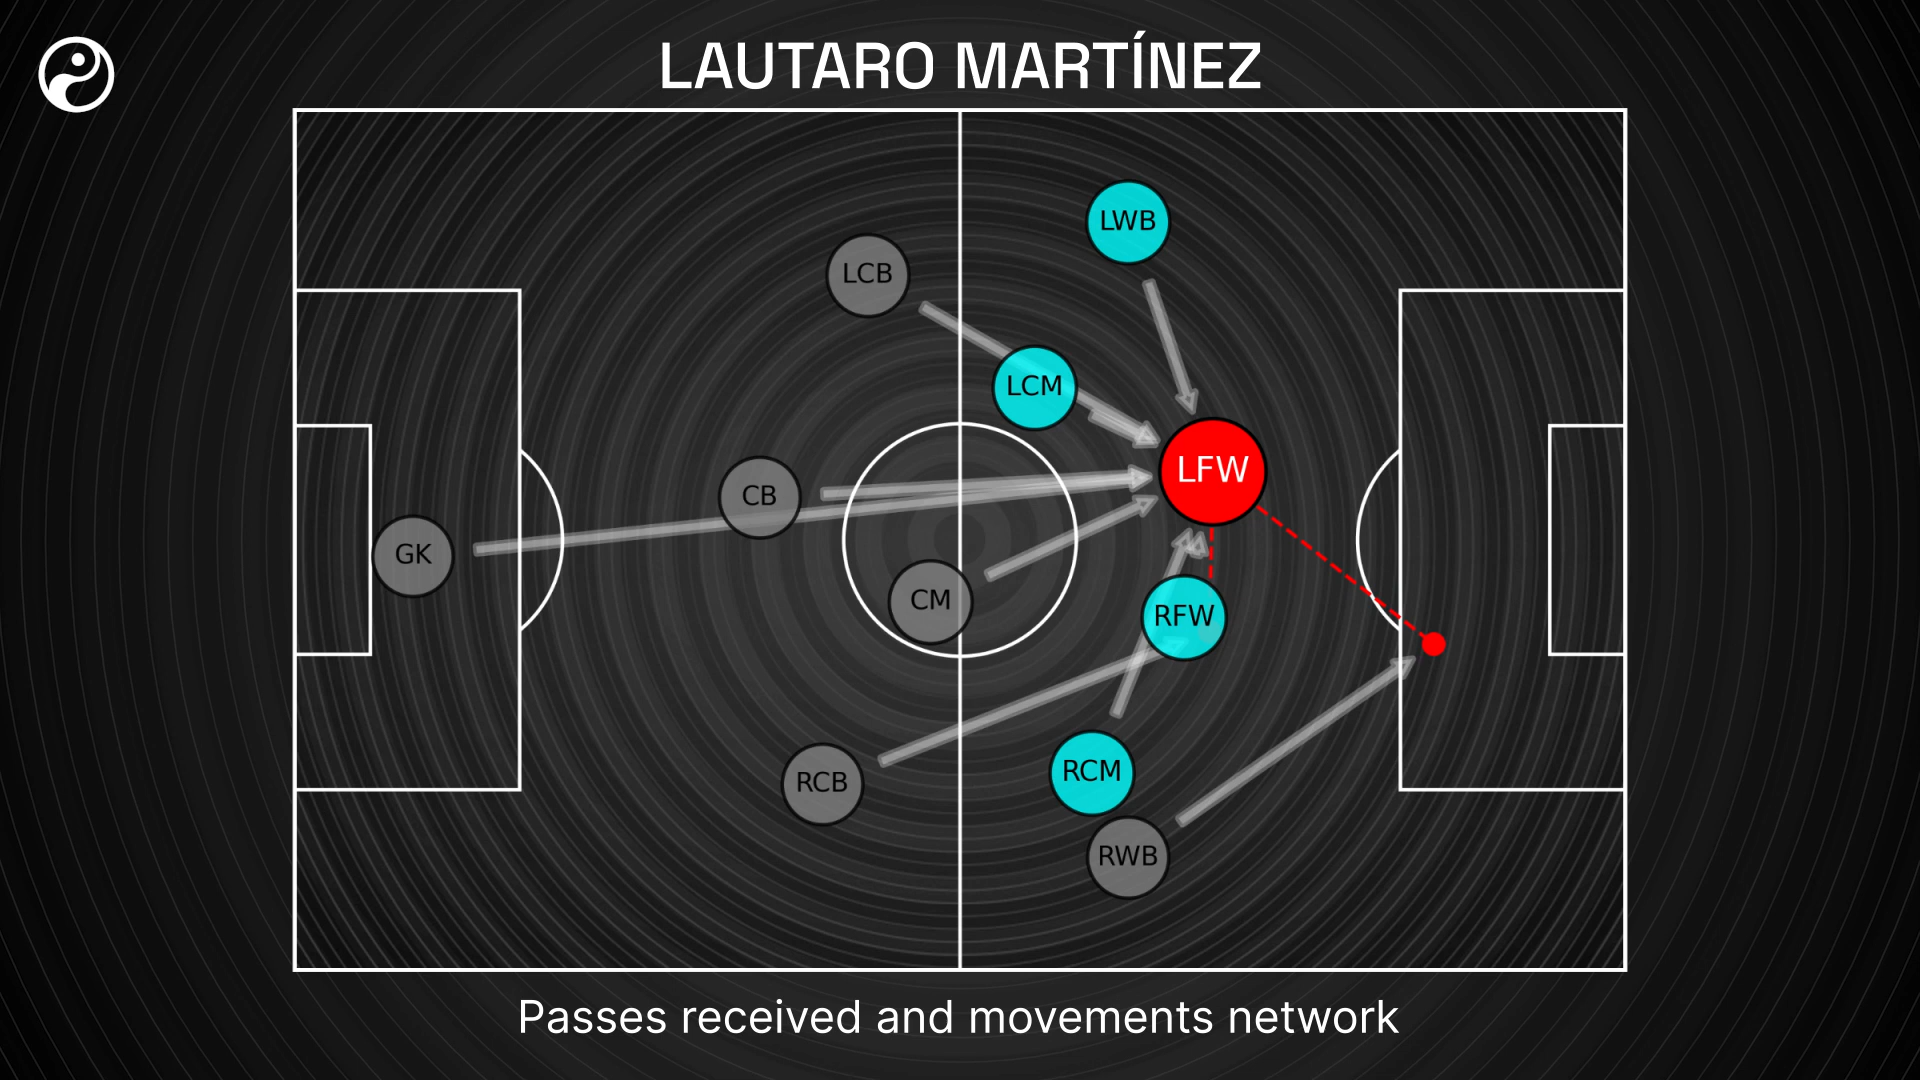 LAUTARO MARTÍNEZ
LWB
LCB
LCM
LFW
CB
GK
CM
RFW
RCM
RCB
RWB
Passes received and movements network